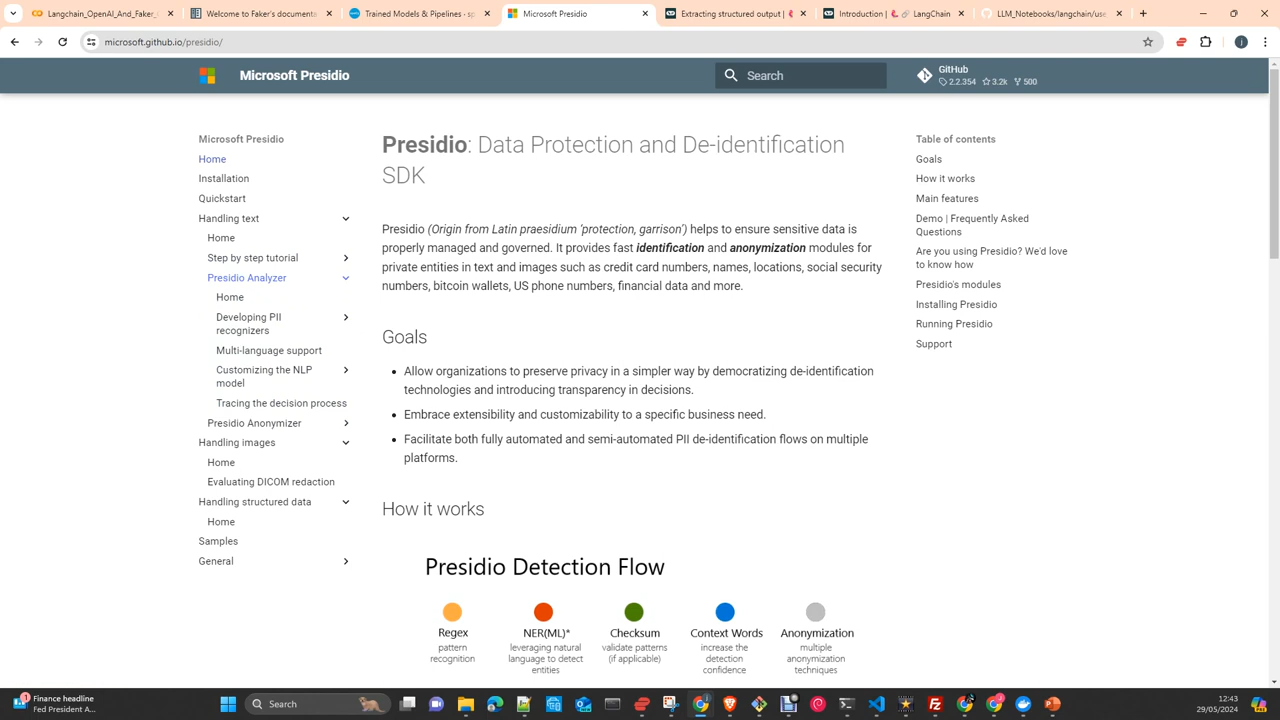 Langchain_OpenAI_And_Faker_
Welcome to Faker's documenta
Trained Models & Pipelines · sp
Microsoft Presidio
Extracting structured output |
Introduction |
LangChain
LLM_Notebooks/langchain/use
microsoft.github.io/presidio/
Microsoft Presidio
Search
GitHub
2.2.354 3.2k 500
Microsoft Presidio
Home
Installation
Quickstart
Handling text
Home
Step by step tutorial
Presidio Analyzer
Home
Developing PII
recognizers
Multi-language support
Customizing the NLP
model
Tracing the decision process
Presidio Anonymizer
Handling images
Home
Evaluating DICOM redaction
Handling structured data
Home
Samples
General
Presidio: Data Protection and De-identification
SDK
Presidio (Origin from Latin praesidium 'protection, garrison') helps to ensure sensitive data is
properly managed and governed. It provides fast identification and anonymization modules for
private entities in text and images such as credit card numbers, names, locations, social security
numbers, bitcoin wallets, US phone numbers, financial data and more.
Goals
• Allow organizations to preserve privacy in a simpler way by democratizing de-identification
technologies and introducing transparency in decisions.
• Embrace extensibility and customizability to a specific business need.
• Facilitate both fully automated and semi-automated PII de-identification flows on multiple
platforms.
How it works
Presidio Detection Flow
Regex
pattern
recognition
NER(ML)*
leveraging natural
language to detect
entities
Checksum
validate patterns
(if applicable)
Context Words
increase the
detection
confidence
Anonymization
multiple
anonymization
techniques
Table of contents
Goals
How it works
Main features
Demo | Frequently Asked
Questions
Are you using Presidio? We'd love
to know how
Presidio's modules
Installing Presidio
Running Presidio
Support
Finance headline
Fed President A...
Search
12:43
29/05/2024